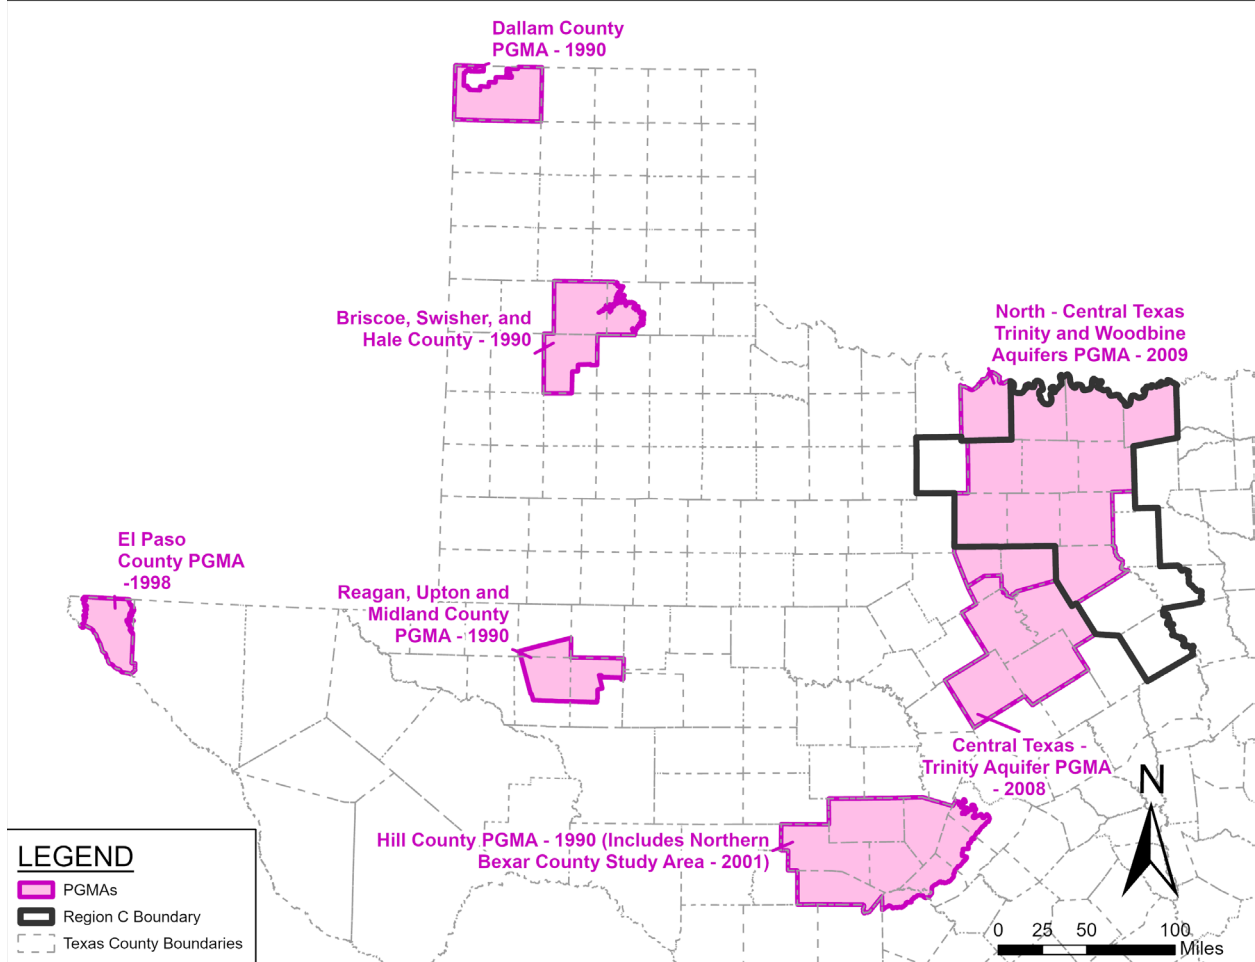 Dallam County
PGMA - 1990
Briscoe, Swisher, and
Hale County - 1990
North - Central Texas
Trinity and Woodbine
Aquifers PGMA - 2009
El Paso
County PGMA
-1998
Reagan, Upton and
Midland County
PGMA - 1990
Central Texas -
Trinity Aquifer PGMA
- 2008
Hill County PGMA - 1990 (Includes Northern
Bexar County Study Area - 2001)
N
LEGEND
PGMAs
Region C Boundary
Texas County Boundaries
0 25 50 100
Miles